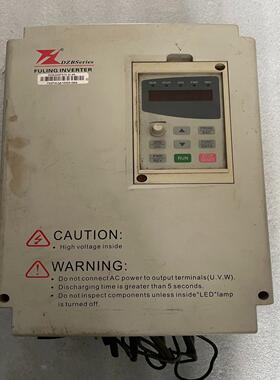 DZBSeries
FULING INVERTER
RUN
CAUTION:
• High voltage inside
WARNING:
• Do not connect AC power to output terminals(U.V.W).
• Discharging time is greater than 5 seconds.
• Do not inspect components unless inside"LED"lamp
is turned off.